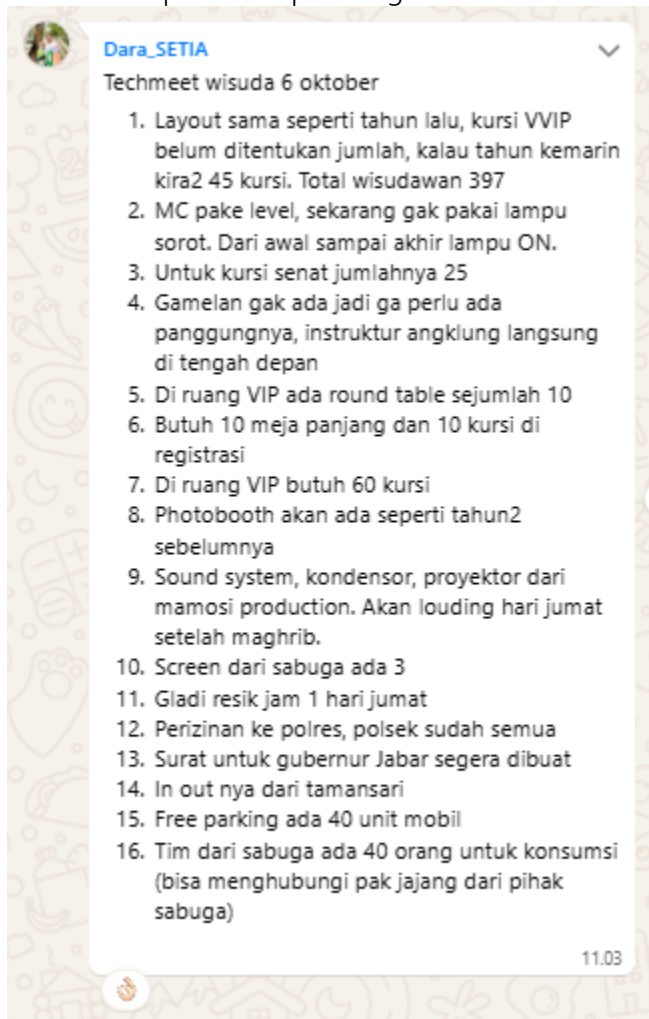 Dara_SETIA
Techmeet wisuda 6 oktober
1. Layout sama seperti tahun lalu, kursi VVIP
belum ditentukan jumlah, kalau tahun kemarin
kira2 45 kursi. Total wisudawan 397
2. MC pake level, sekarang gak pakai lampu
sorot. Dari awal sampai akhir lampu ON.
3. Untuk kursi senat jumlahnya 25
4. Gamelan gak ada jadi ga perlu ada
panggungnya, instruktur angklung langsung
di tengah depan
5. Di ruang VIP ada round table sejumlah 10
6. Butuh 10 meja panjang dan 10 kursi di
registrasi
7. Di ruang VIP butuh 60 kursi
8. Photobooth akan ada seperti tahun2
sebelumnya
9. Sound system, kondensor, proyektor dari
mamosi production. Akan louding hari jumat
setelah maghrib.
10. Screen dari sabuga ada 3
11. Gladi resik jam 1 hari jumat
12. Perizinan ke polres, polsek sudah semua
13. Surat untuk gubernur Jabar segera dibuat
14. In out nya dari tamansari
15. Free parking ada 40 unit mobil
16. Tim dari sabuga ada 40 orang untuk konsumsi
(bisa menghubungi pak jajang dari pihak
sabuga)
11.03